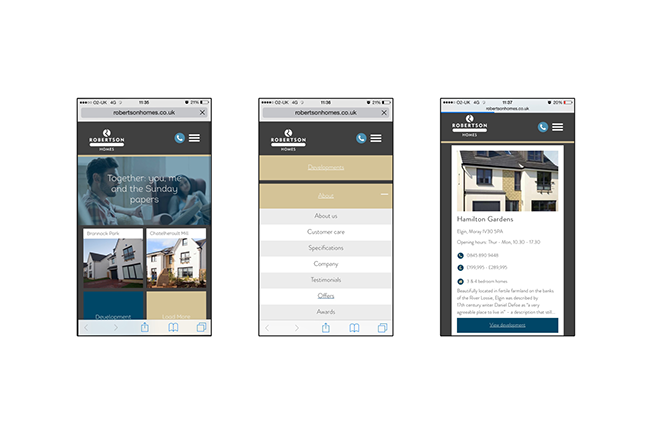 O2-UK 4G 11:35 21%
robertsonhomes.co.uk
ROBERTSON
HOMES
Together: you, me
and the Sunday
papers
Brannock Park
Chatelherault Mill
Development
Load More
O2-UK 4G 11:36 21%
robertsonhomes.co.uk
ROBERTSON
HOMES
Developments
About
About us
Customer care
Specifications
Company
Testimonials
Offers
Awards
O2-UK 4G 11:37 20%
robertsonhomes.co.uk
ROBERTSON
HOMES
Hamilton Gardens
Elgin, Moray IV30 5PA
Opening hours: Thur - Mon, 10.30 - 17.30
0845 890 9448
£199,995 - £289,995
3 & 4 bedroom homes
Beautifully located in fertile farmland on the banks
of the River Lossie, Elgin was described by
17th century writer Daniel Defoe as "a very
agreeable place to live in" - a description that still...
View development